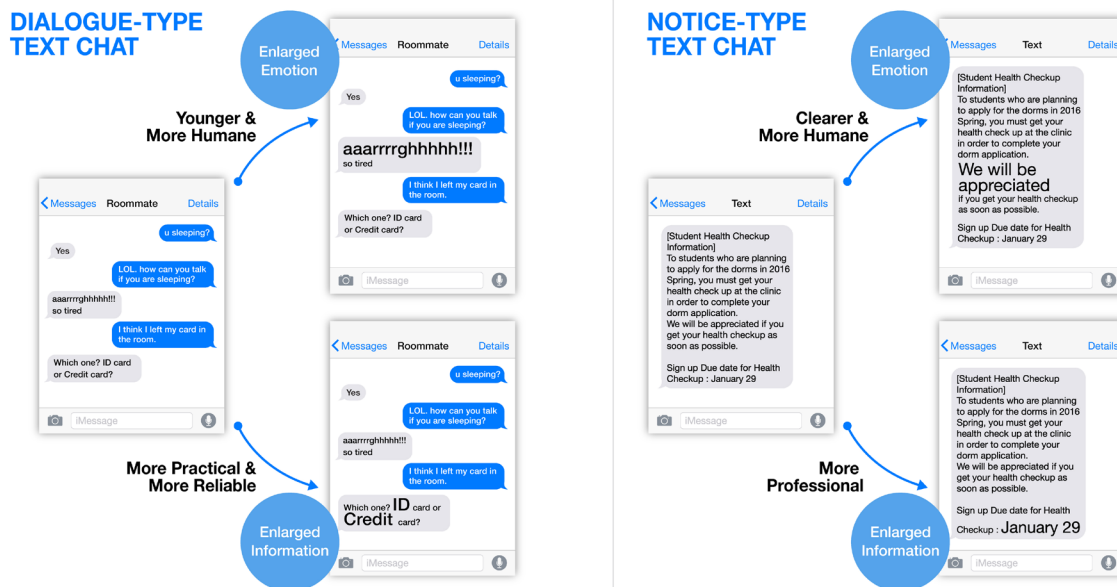 DIALOGUE-TYPE
TEXT CHAT
Enlarged
Emotion
Younger &
More Humane
Messages Roommate Details
u sleeping?
Yes
LOL. how can you talk
if you are sleeping?
aaarrrrghhhhh!!!
so tired
I think I left my card in
the room.
Which one? ID card
or Credit card?
iMessage
Messages Roommate Details
u sleeping?
Yes
LOL. how can you talk
if you are sleeping?
aaarrrrghhhhh!!!
so tired
I think I left my card in
the room.
Which one? ID card
or Credit card?
iMessage
More Practical &
More Reliable
Enlarged
Information
Messages Roommate Details
u sleeping?
Yes
LOL. how can you talk
if you are sleeping?
aaarrrrghhhhh!!!
so tired
I think I left my card in
the room.
Which one? ID card or
Credit card?
iMessage
NOTICE-TYPE
TEXT CHAT
Enlarged
Emotion
Clearer &
More Humane
Messages Text Details
[Student Health Checkup
Information]
To students who are planning
to apply for the dorms in 2016
Spring, you must get your
health check up at the clinic
in order to complete your
dorm application.
We will be
appreciated
if you get your health checkup
as soon as possible.
Sign up Due date for Health
Checkup : January 29
iMessage
Messages Text Details
[Student Health Checkup
Information]
To students who are planning
to apply for the dorms in 2016
Spring, you must get your
health check up at the clinic
in order to complete your
dorm application.
We will be appreciated if you
get your health checkup as
soon as possible.
Sign up Due date for Health
Checkup : January 29
iMessage
More
Professional
Enlarged
Information
Messages Text Details
[Student Health Checkup
Information]
To students who are planning
to apply for the dorms in 2016
Spring, you must get your
health check up at the clinic
in order to complete your
dorm application.
We will be appreciated if you
get your health checkup as
soon as possible.
Sign up Due date for Health
Checkup : January 29
iMessage